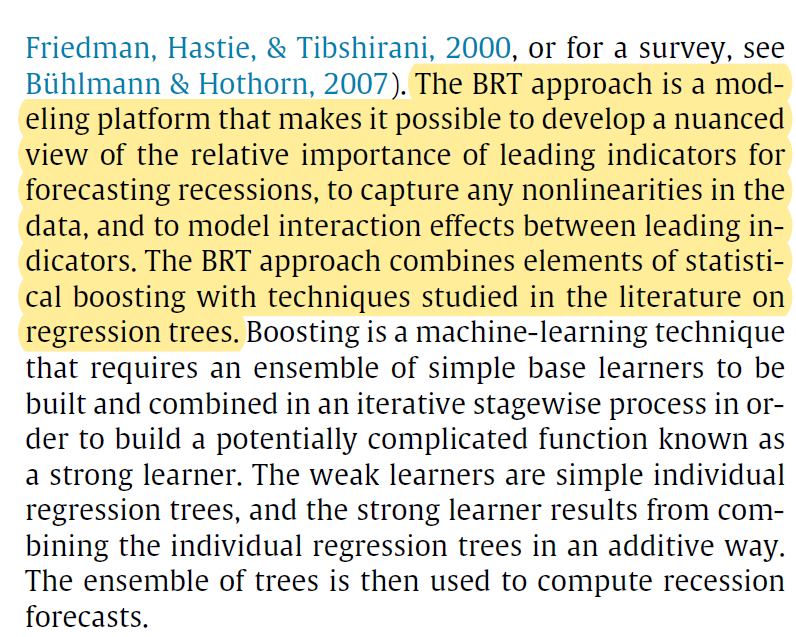 Friedman, Hastie, & Tibshirani, 2000, or for a survey, see
Bühlmann & Hothorn, 2007). The BRT approach is a mod-
eling platform that makes it possible to develop a nuanced
view of the relative importance of leading indicators for
forecasting recessions, to capture any nonlinearities in the
data, and to model interaction effects between leading in-
dicators. The BRT approach combines elements of statisti-
cal boosting with techniques studied in the literature on
regression trees. Boosting is a machine-learning technique
that requires an ensemble of simple base learners to be
built and combined in an iterative stagewise process in or-
der to build a potentially complicated function known as
a strong learner. The weak learners are simple individual
regression trees, and the strong learner results from com-
bining the individual regression trees in an additive way.
The ensemble of trees is then used to compute recession
forecasts.